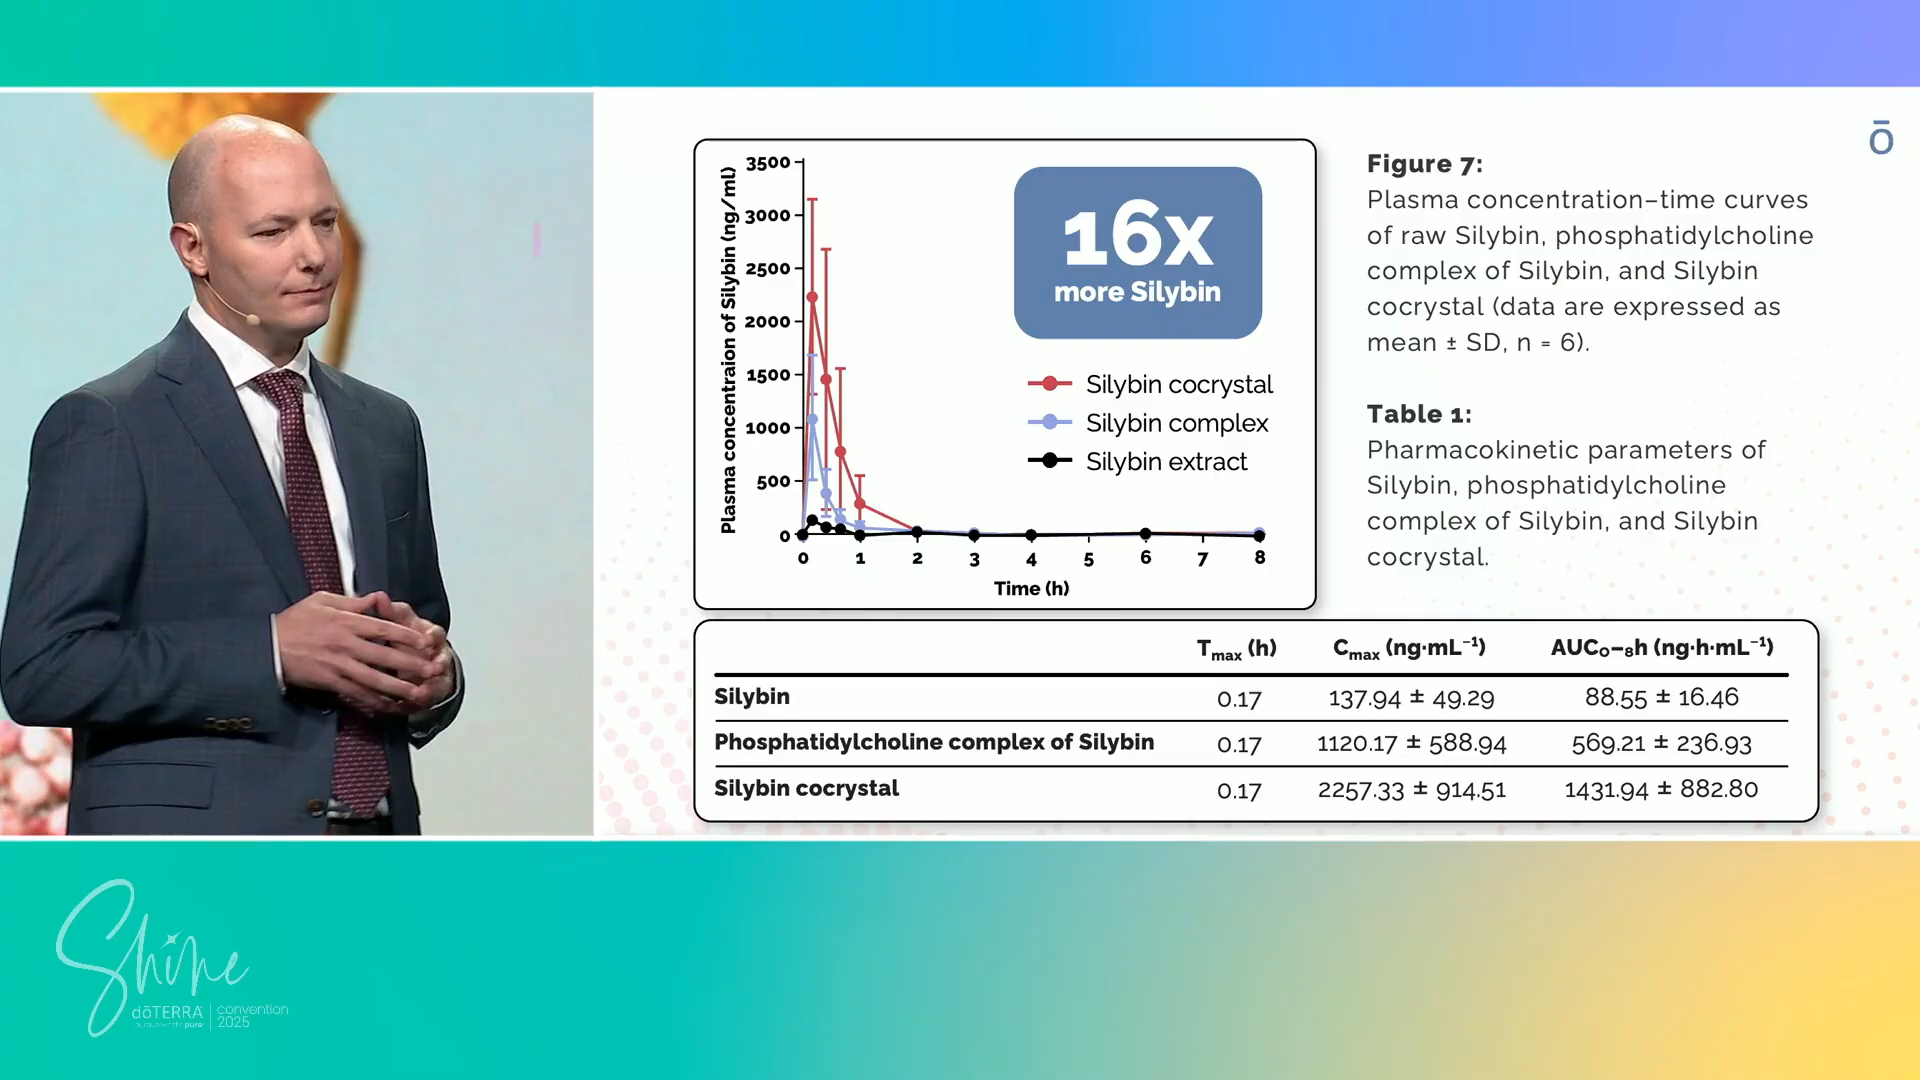 ō
3500
3000
2500
2000
1500
1000
500
0
Plasma concentraion of Silybin (ng/ml)
16x
more Silybin
Silybin cocrystal
Silybin complex
Silybin extract
0 1 2 3 4 5 6 7 8
Time (h)
Figure 7:
Plasma concentration–time curves
of raw Silybin, phosphatidylcholine
complex of Silybin, and Silybin
cocrystal (data are expressed as
mean ± SD, n = 6).
Table 1:
Pharmacokinetic parameters of
Silybin, phosphatidylcholine
complex of Silybin, and Silybin
cocrystal.
Tmax (h) Cmax (ng·mL⁻¹) AUC₀–₈h (ng·h·mL⁻¹)
Silybin 0.17 137.94 ± 49.29 88.55 ± 16.46
Phosphatidylcholine complex of Silybin 0.17 1120.17 ± 588.94 569.21 ± 236.93
Silybin cocrystal 0.17 2257.33 ± 914.51 1431.94 ± 882.80
Shine
dōTERRA convention
2025